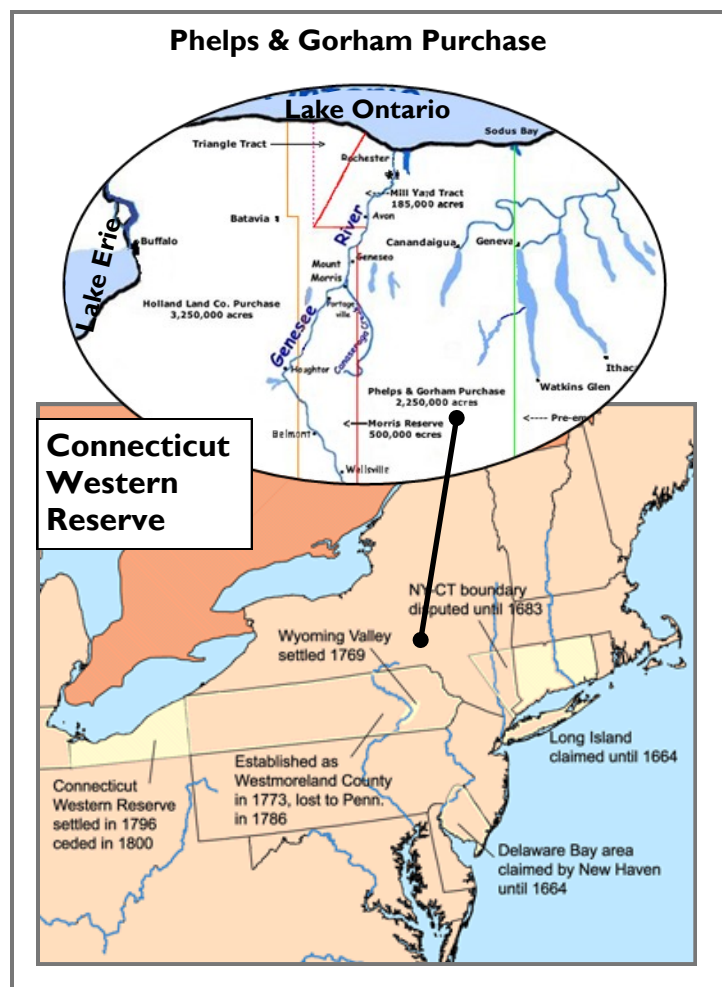 Phelps & Gorham Purchase
Lake Ontario
Sodus Bay
Triangle Tract
Rochester
Mill Yard Tract
185,000 acres
Batavia
Avon
River
Lake Erie
Buffalo
Canandaigua
Geneva
Geneseo
Mount
Morris
Holland Land Co. Purchase
3,250,000 acres
Portage
ville
Genesee
Canaseraga Creek
Houghton
Ithaca
Watkins Glen
Phelps & Gorham Purchase
2,250,000 acres
Morris Reserve
500,000 acres
Pre-em
Belmont
Wellsville
Connecticut
Western
Reserve
NY-CT boundary
disputed until 1683
Wyoming Valley
settled 1769
Long Island
claimed until 1664
Established as
Westmoreland County
in 1773, lost to Penn.
in 1786
Connecticut
Western Reserve
settled in 1796
ceded in 1800
Delaware Bay area
claimed by New Haven
until 1664